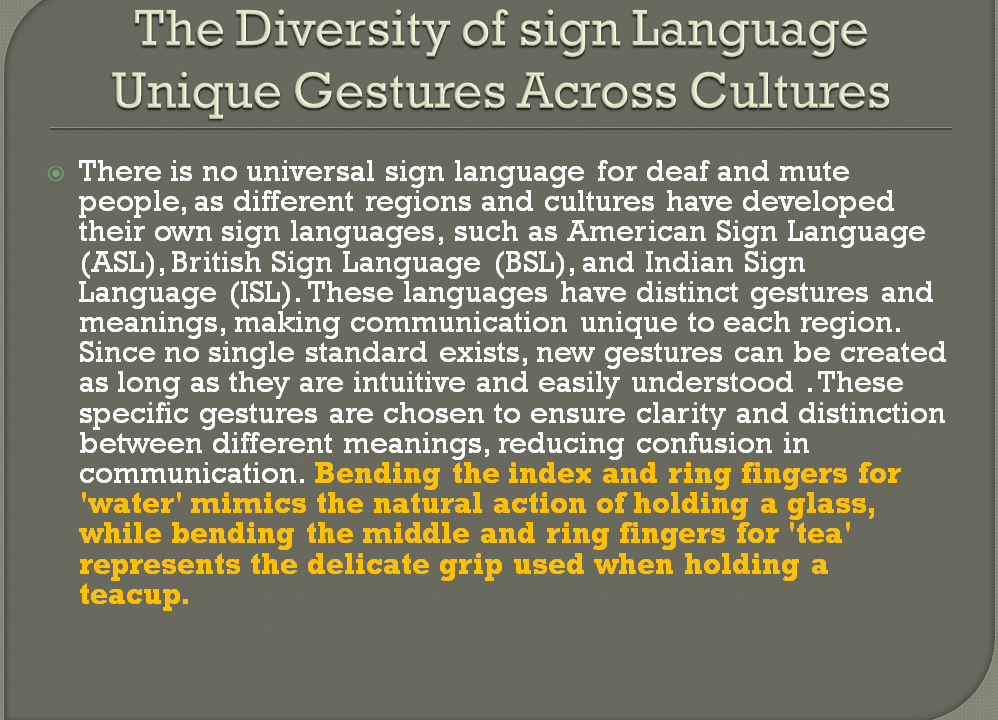 The Diversity of sign Language
Unique Gestures Across Cultures
There is no universal sign language for deaf and mute
people, as different regions and cultures have developed
their own sign languages, such as American Sign Language
(ASL), British Sign Language (BSL), and Indian Sign
Language (ISL). These languages have distinct gestures and
meanings, making communication unique to each region.
Since no single standard exists, new gestures can be created
as long as they are intuitive and easily understood . These
specific gestures are chosen to ensure clarity and distinction
between different meanings, reducing confusion in
communication. Bending the index and ring fingers for
'water' mimics the natural action of holding a glass,
while bending the middle and ring fingers for 'tea'
represents the delicate grip used when holding a
teacup.